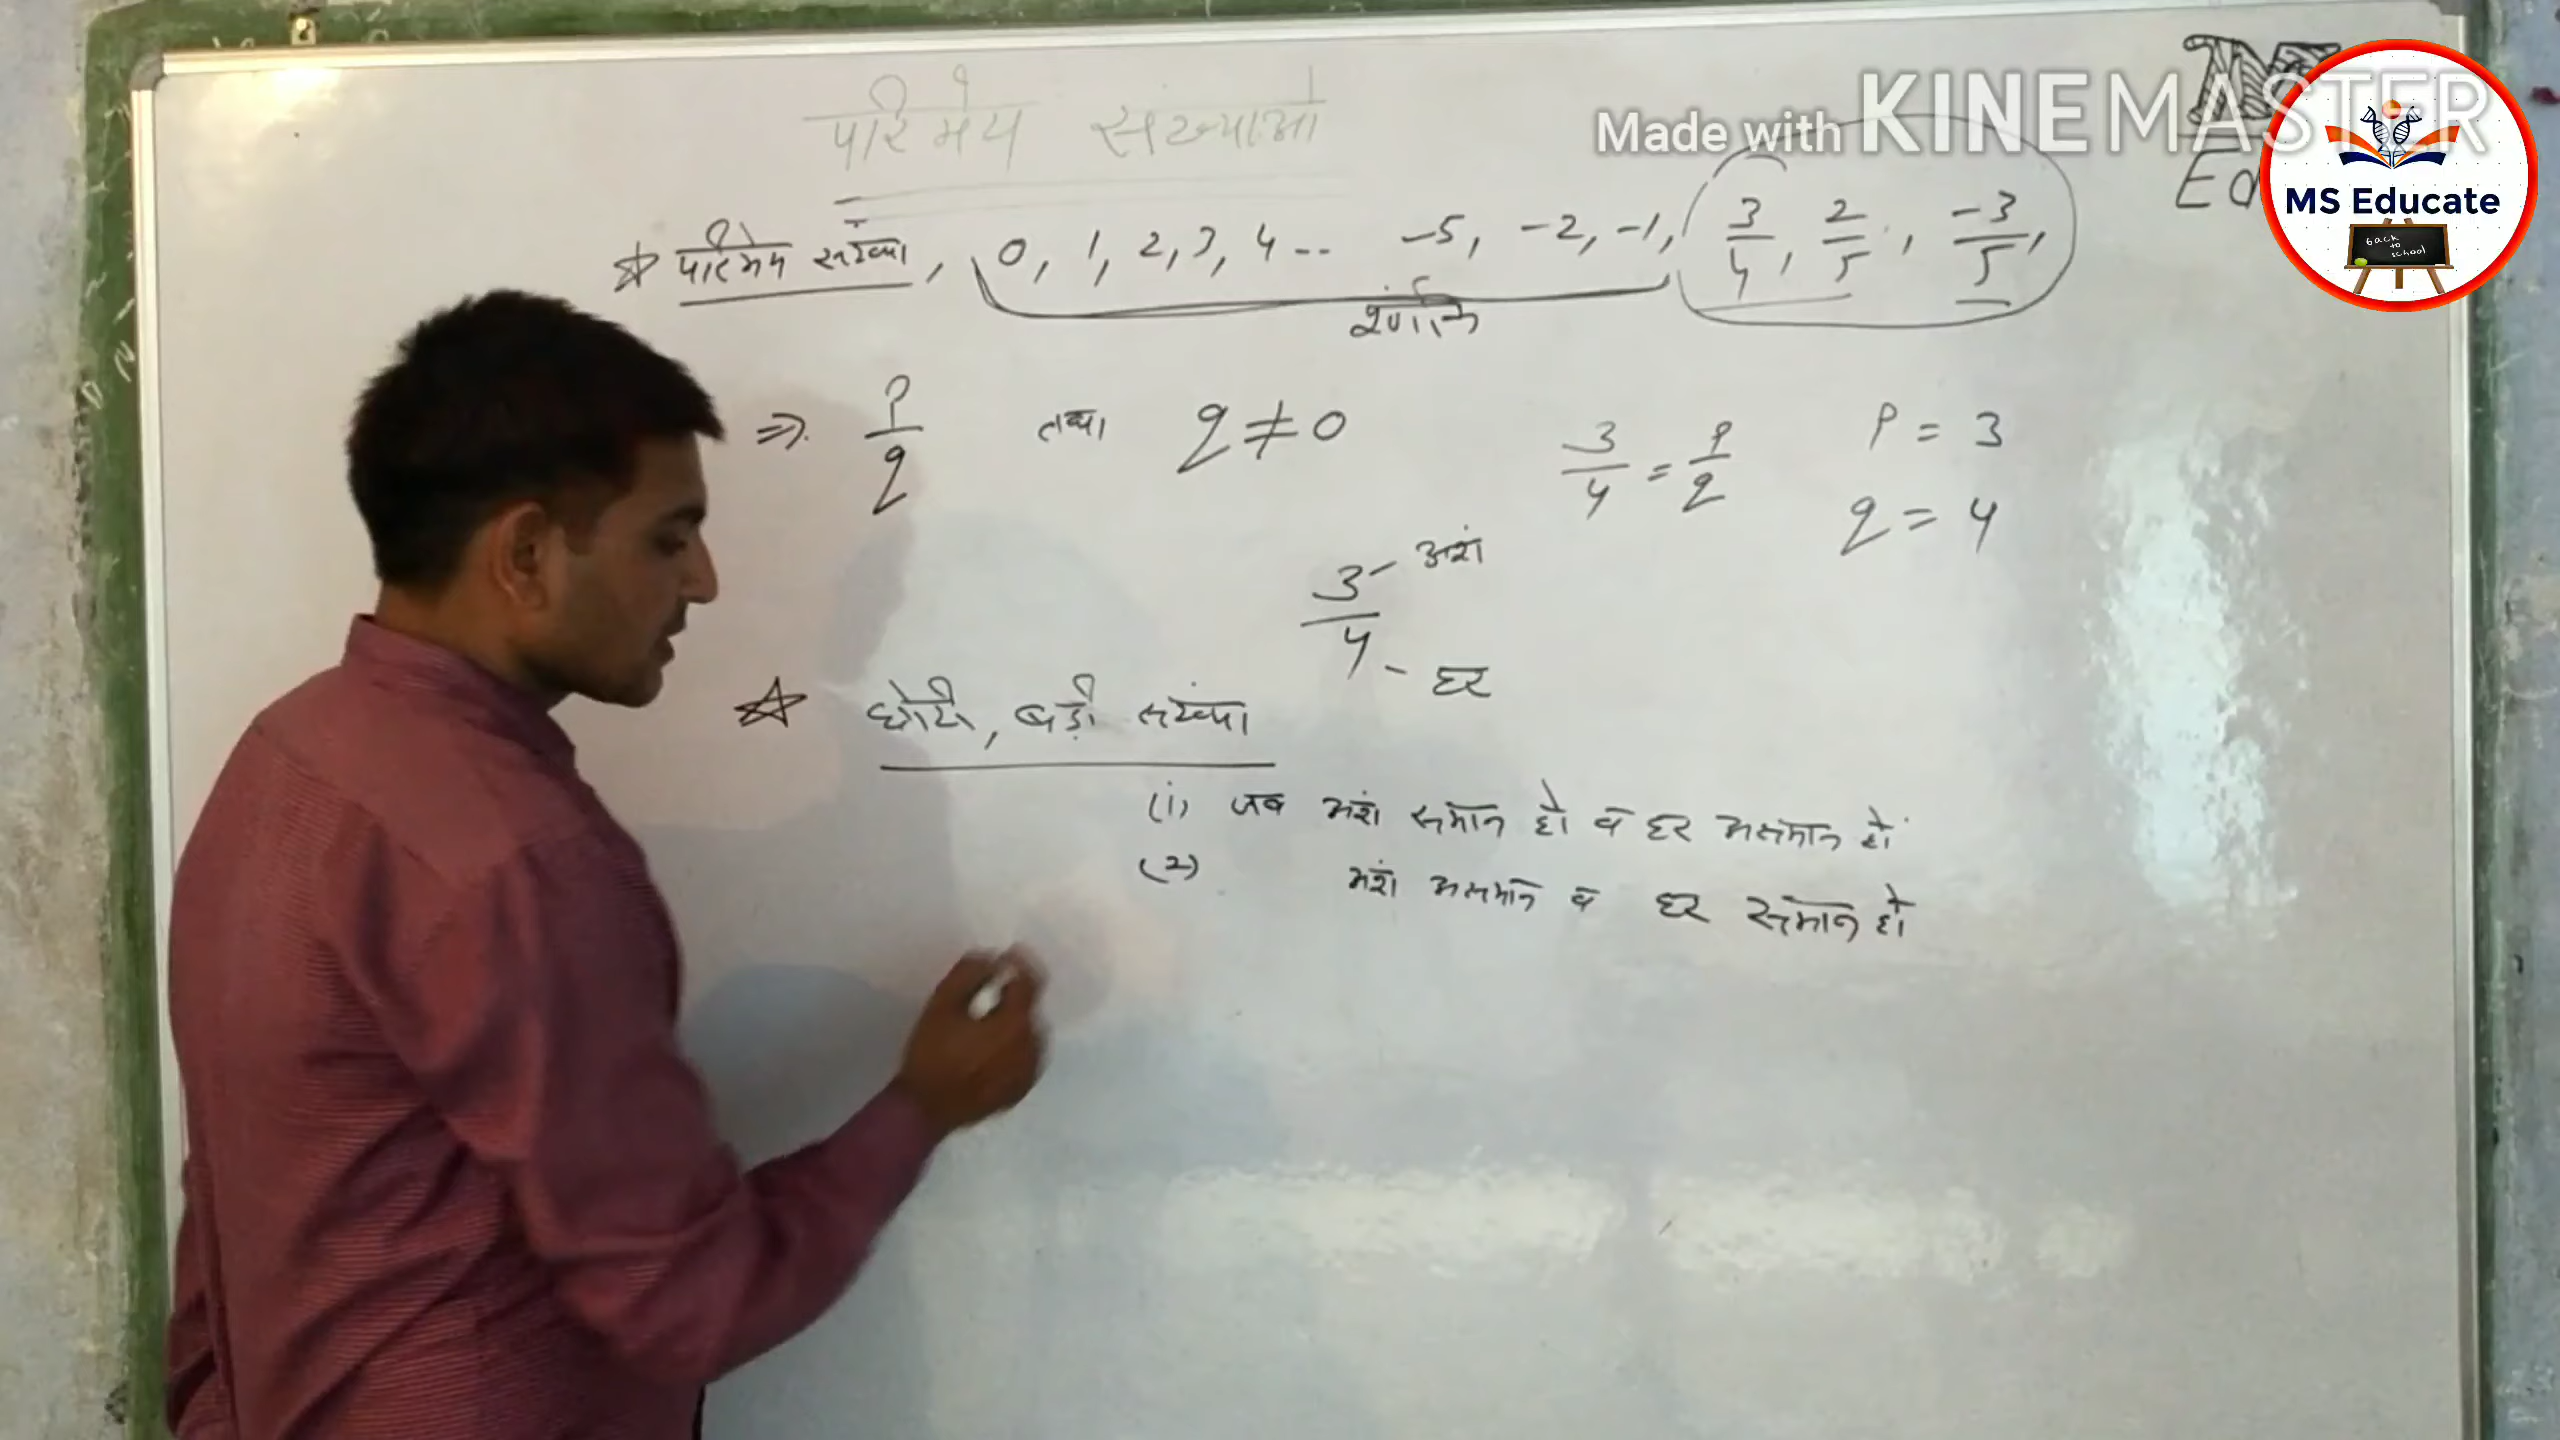 Made with KINEMASTER
MS Educate
Back to School
Ed
परिमेय संख्याओ
☆ परिमेय संख्या, 0, 1, 2, 3, 4 -- -5, -2, -1, 3/4, 2/5, -3/5,
पूर्णांक
⇒ p/q तथा q ≠ 0
3/4 = p/q
p = 3
q = 4
3/4
अंश
हर
☆ छोटी, बड़ी संख्या
(i) जब अंश समान हो व हर असमान हो
(2) अंश असमान व हर समान हो